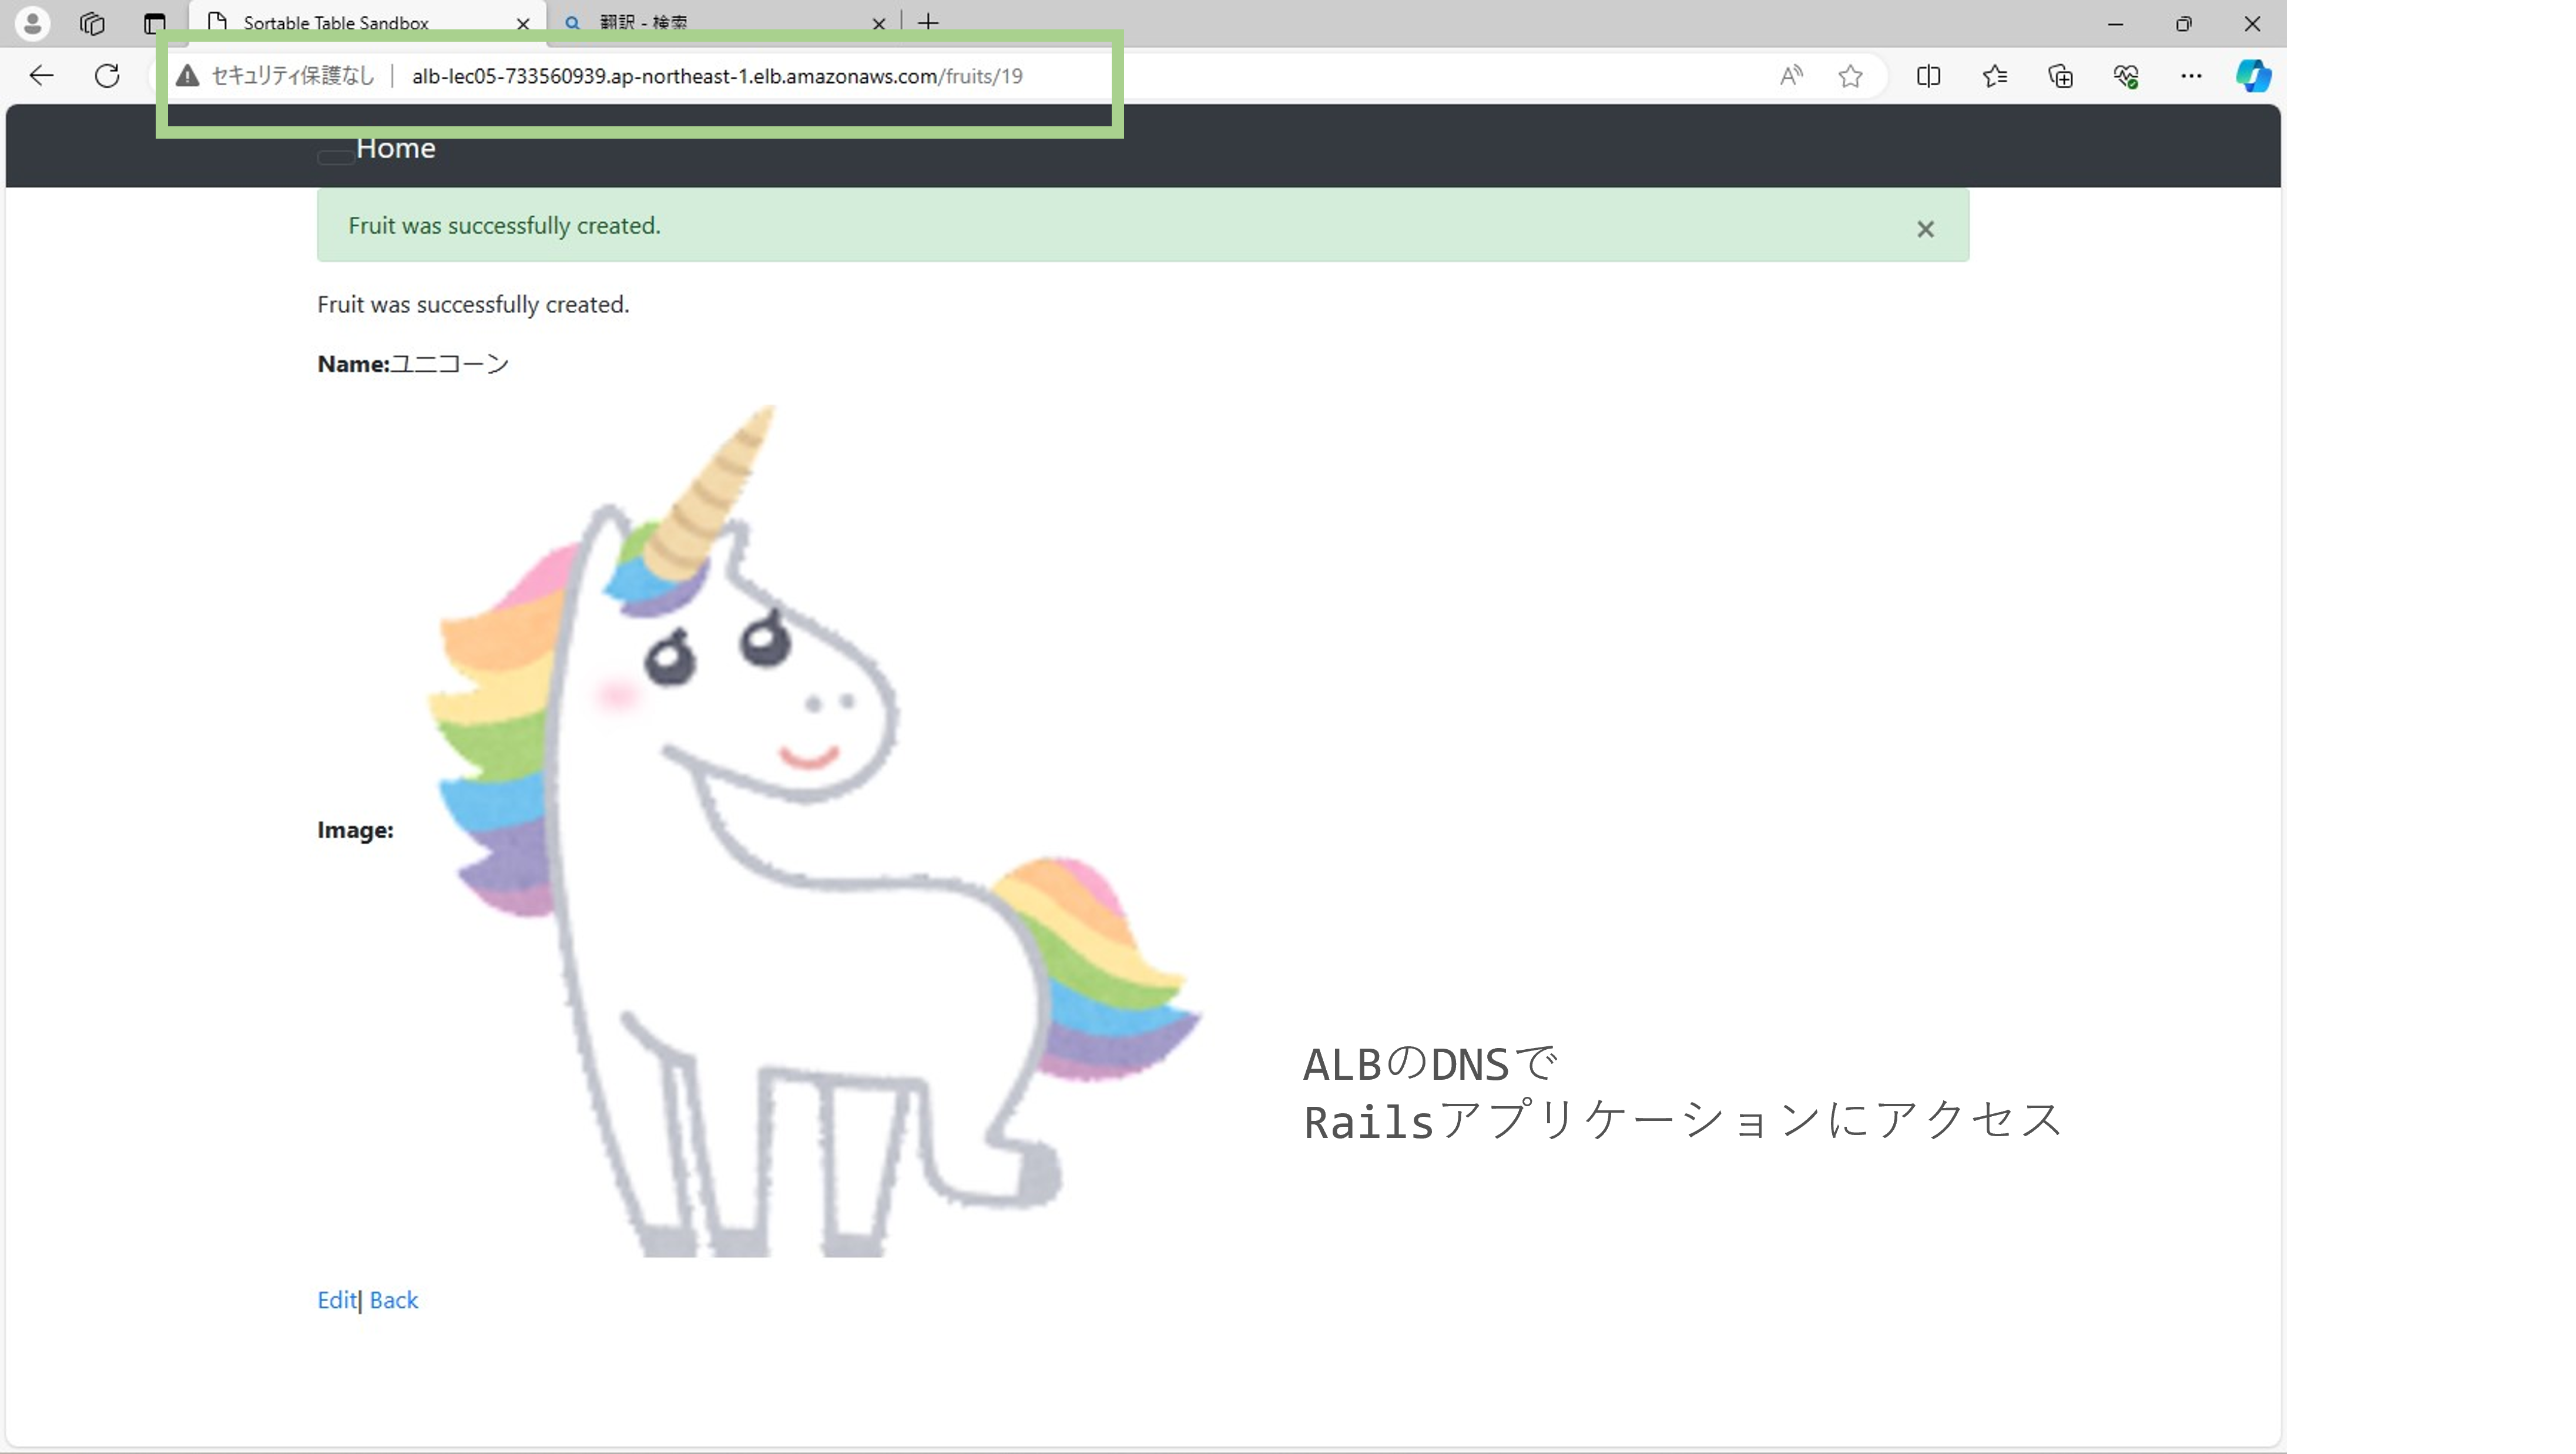 Sortable Table Sandbox
翻訳 - 検索
セキュリティ保護なし
alb-lec05-733560939.ap-northeast-1.elb.amazonaws.com/fruits/19
Home
Fruit was successfully created.
Fruit was successfully created.
Name:ユニコーン
Image:
ALBのDNSで
Railsアプリケーションにアクセス
Edit| Back